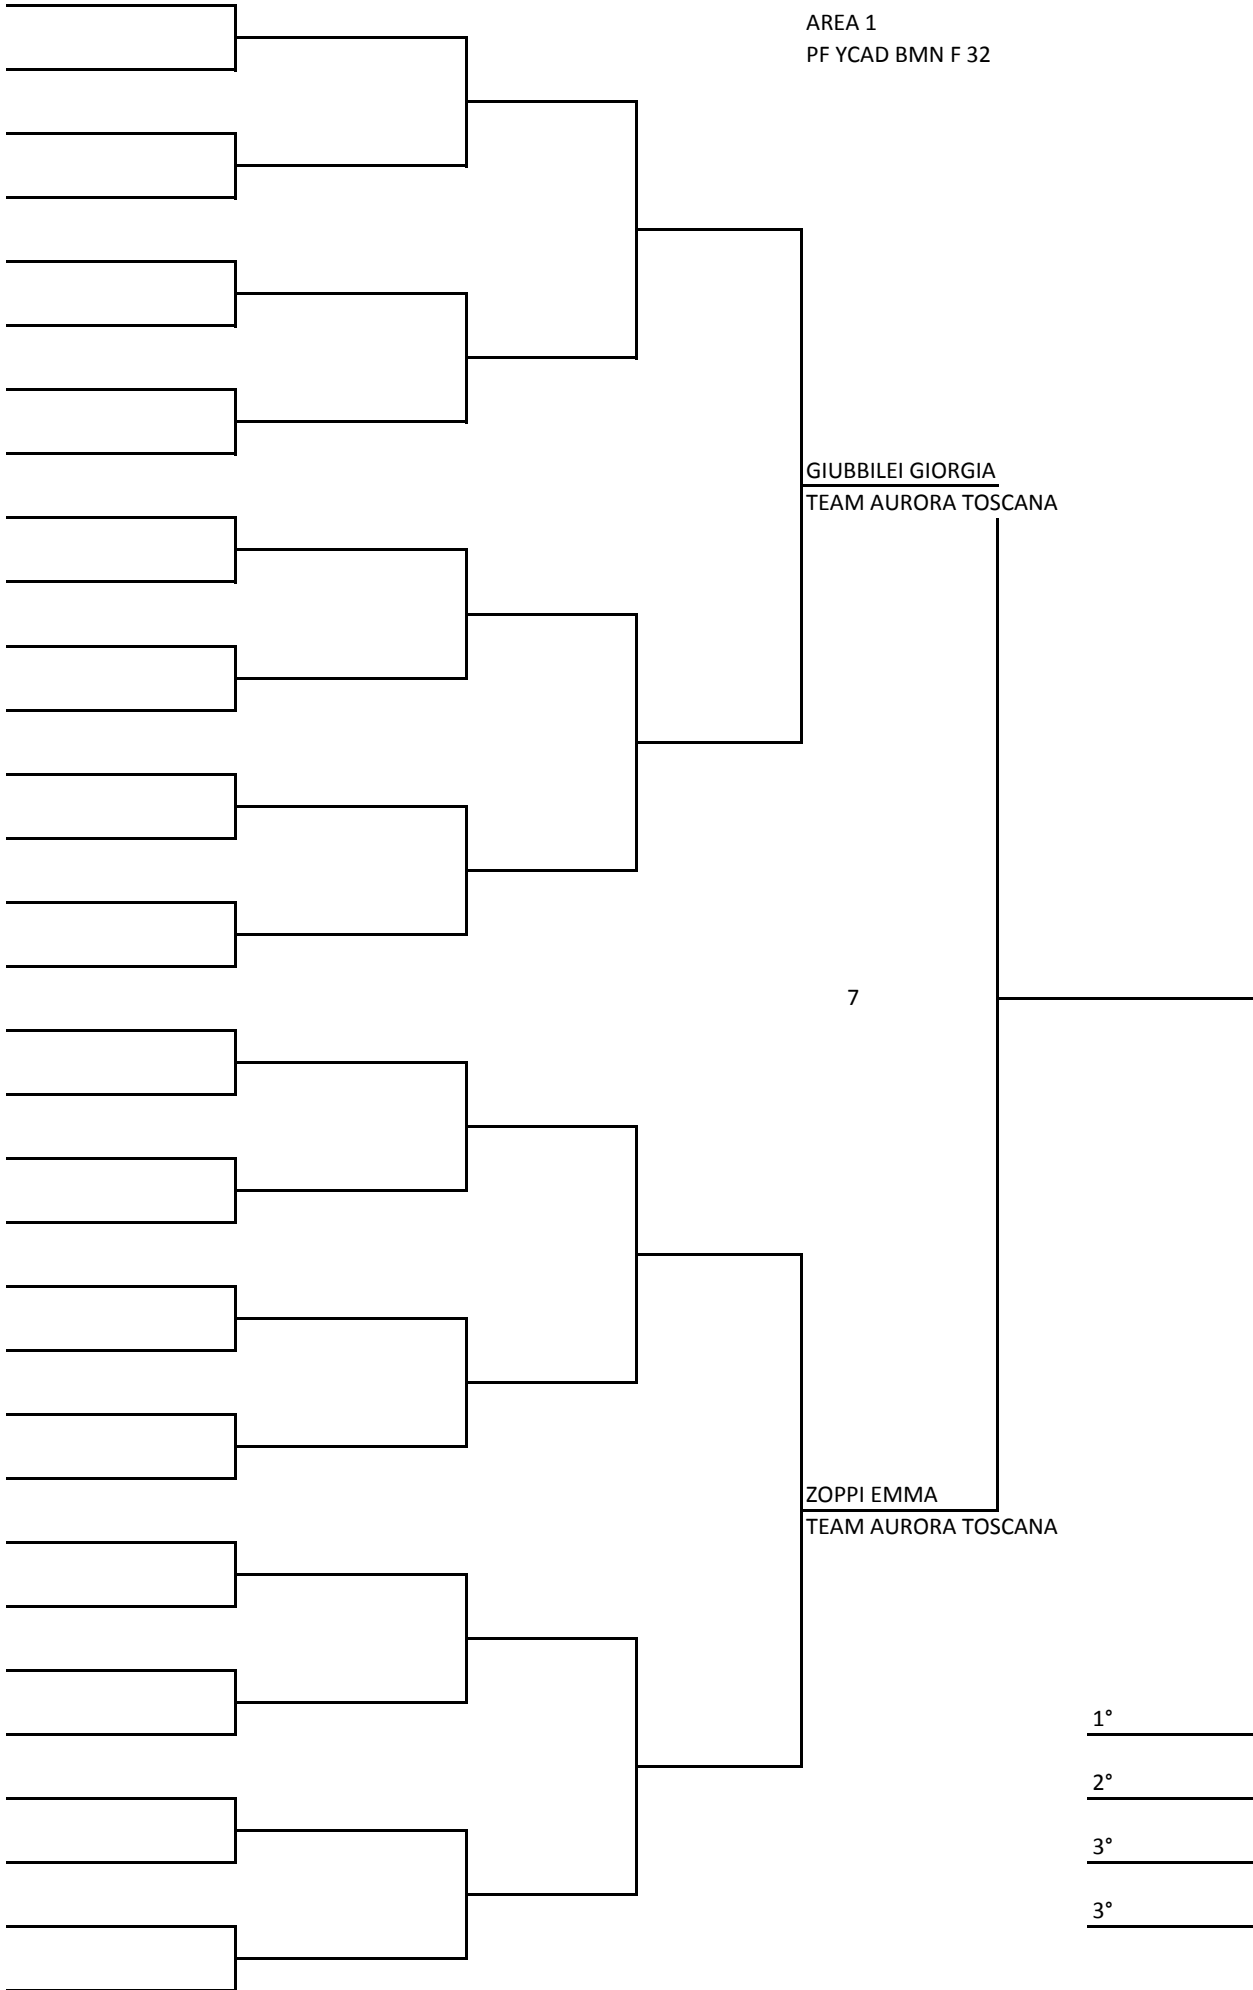 AREA 1
PF YCAD BMN F 32
GIUBBILEI GIORGIA
TEAM AURORA TOSCANA
7
ZOPPI EMMA
TEAM AURORA TOSCANA
1°
2°
3°
3°